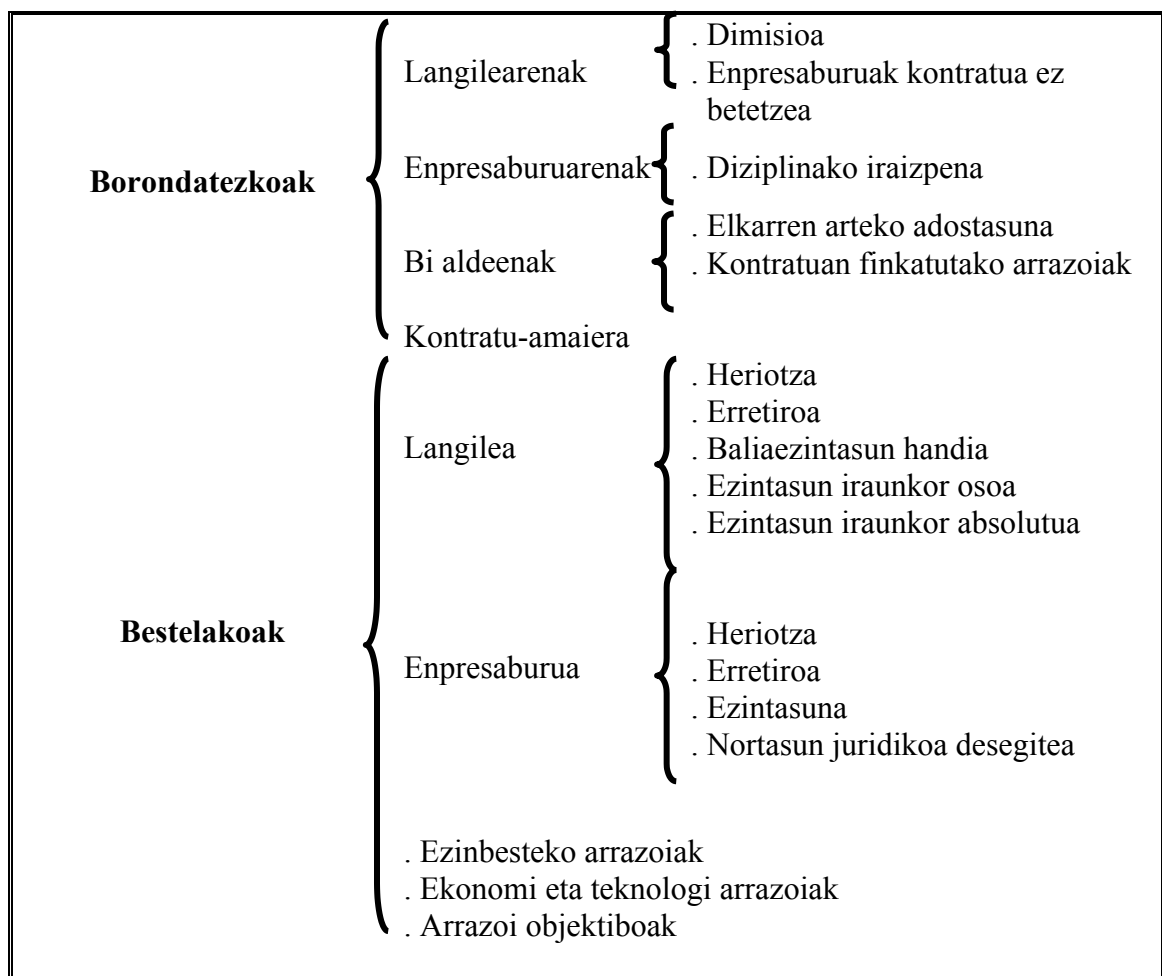 . Dimisioa
Langilearenak
. Enpresaburuak kontratua ez
betetzea
Borondatezkoak
Enpresaburuarenak
. Diziplinako iraizpena
. Elkarren arteko adostasuna
Bi aldeenak
. Kontratuan finkatutako arrazoiak
Kontratu-amaiera
. Heriotza
. Erretiroa
Langilea
. Baliaezintasun handia
. Ezintasun iraunkor osoa
. Ezintasun iraunkor absolutua
Bestelakoak
. Heriotza
Enpresaburua
. Erretiroa
. Ezintasuna
. Nortasun juridikoa desegitea
. Ezinbesteko arrazoiak
. Ekonomi eta teknologi arrazoiak
. Arrazoi objektiboak